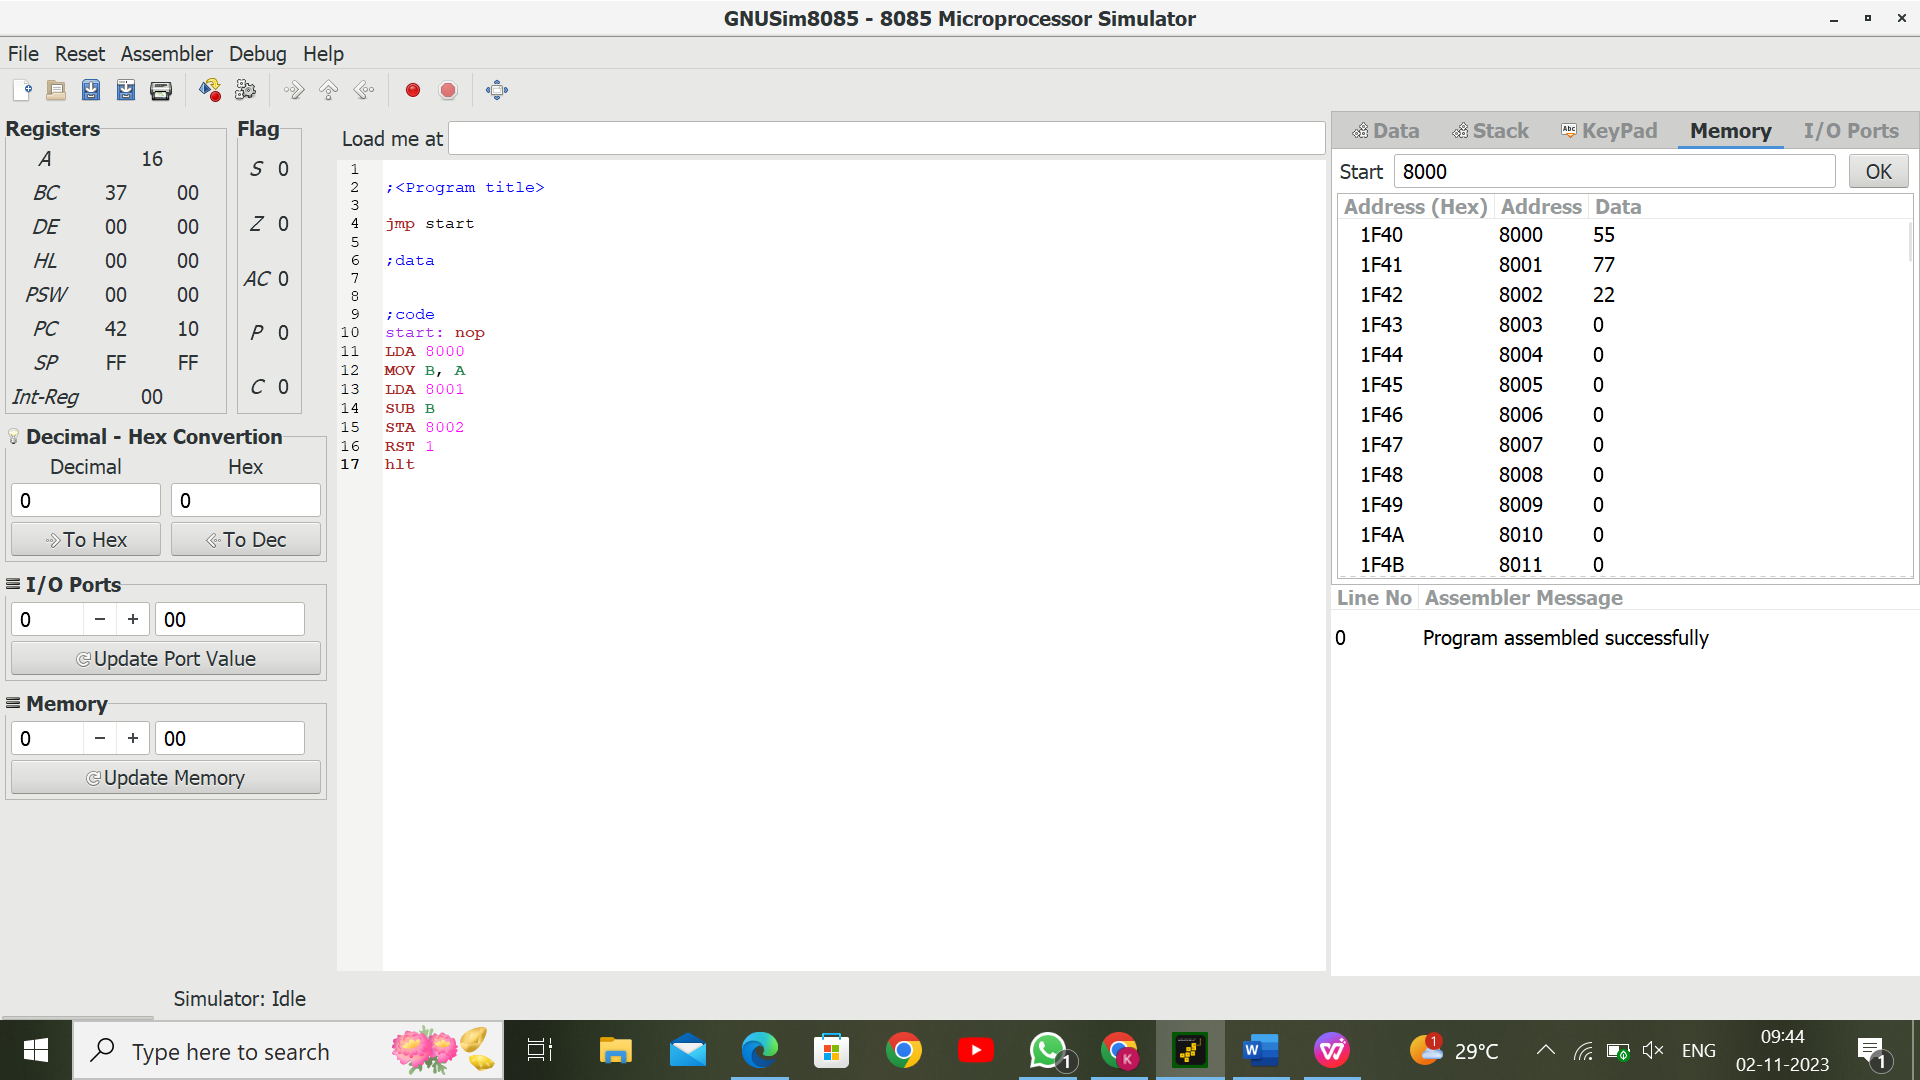 GNUSim8085 - 8085 Microprocessor Simulator
File Reset Assembler Debug Help
Registers
A 16
BC 37 00
DE 00 00
HL 00 00
PSW 00 00
PC 42 10
SP FF FF
Int-Reg 00
Flag
S 0
Z 0
AC 0
P 0
C 0
Decimal - Hex Convertion
Decimal Hex
0 0
To Hex To Dec
I/O Ports
0 − + 00
Update Port Value
Memory
0 − + 00
Update Memory
Load me at
1
2 ;<Program title>
3
4 jmp start
5
6 ;data
7
8
9 ;code
10 start: nop
11 LDA 8000
12 MOV B, A
13 LDA 8001
14 SUB B
15 STA 8002
16 RST 1
17 hlt
Data Stack Abc KeyPad Memory I/O Ports
Start 8000 OK
Address (Hex) Address Data
1F40 8000 55
1F41 8001 77
1F42 8002 22
1F43 8003 0
1F44 8004 0
1F45 8005 0
1F46 8006 0
1F47 8007 0
1F48 8008 0
1F49 8009 0
1F4A 8010 0
1F4B 8011 0
Line No Assembler Message
0 Program assembled successfully
Simulator: Idle
Type here to search
1
K
W
1
29°C
ENG
09:44
02-11-2023
1